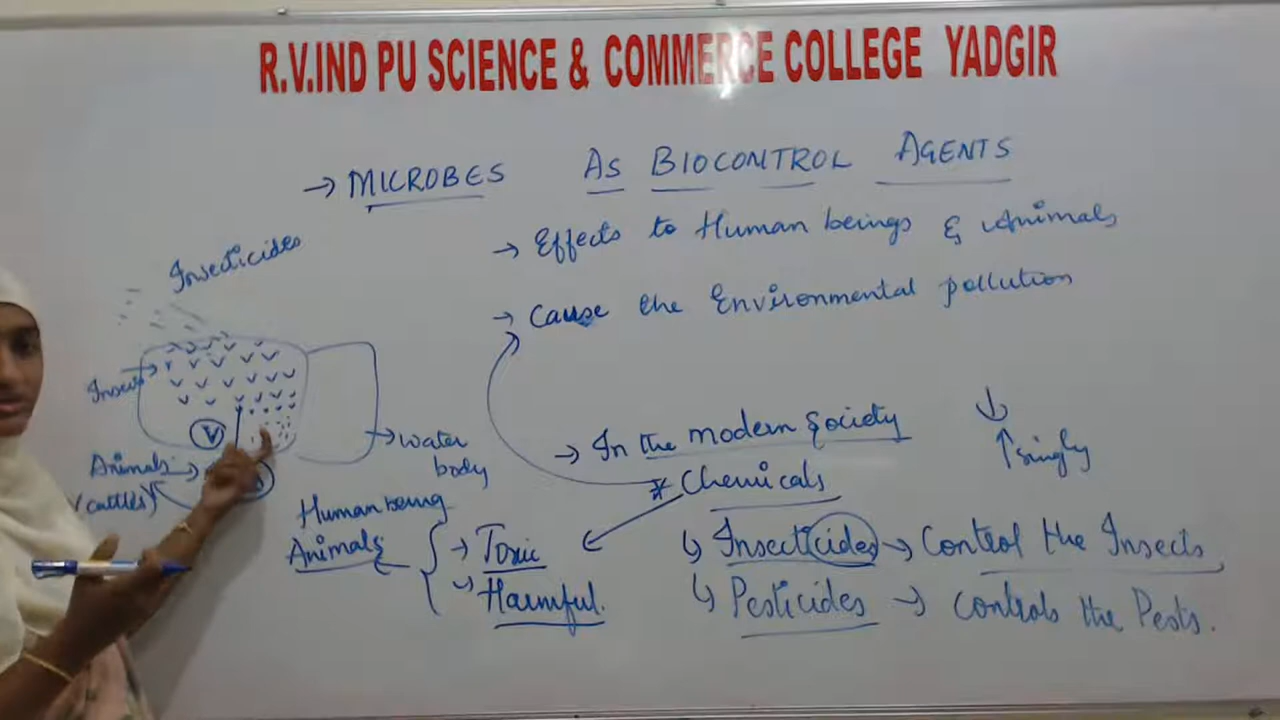 R.V.IND PU SCIENCE & COMMERCE COLLEGE YADGIR
→ MICROBES AS BIOCONTROL AGENTS
→ Effects to Human beings & Animals
→ Cause the Environmental pollution
Insecticides
→ water body
Animals →
(cattles)
→ In the modern society
* Chemicals
↳ Insecticides → Control the Insects
↳ Pesticides → Controls the Pests.
Human being
Animals
→ Toxic
→ Harmful.
↓
↑singly
V